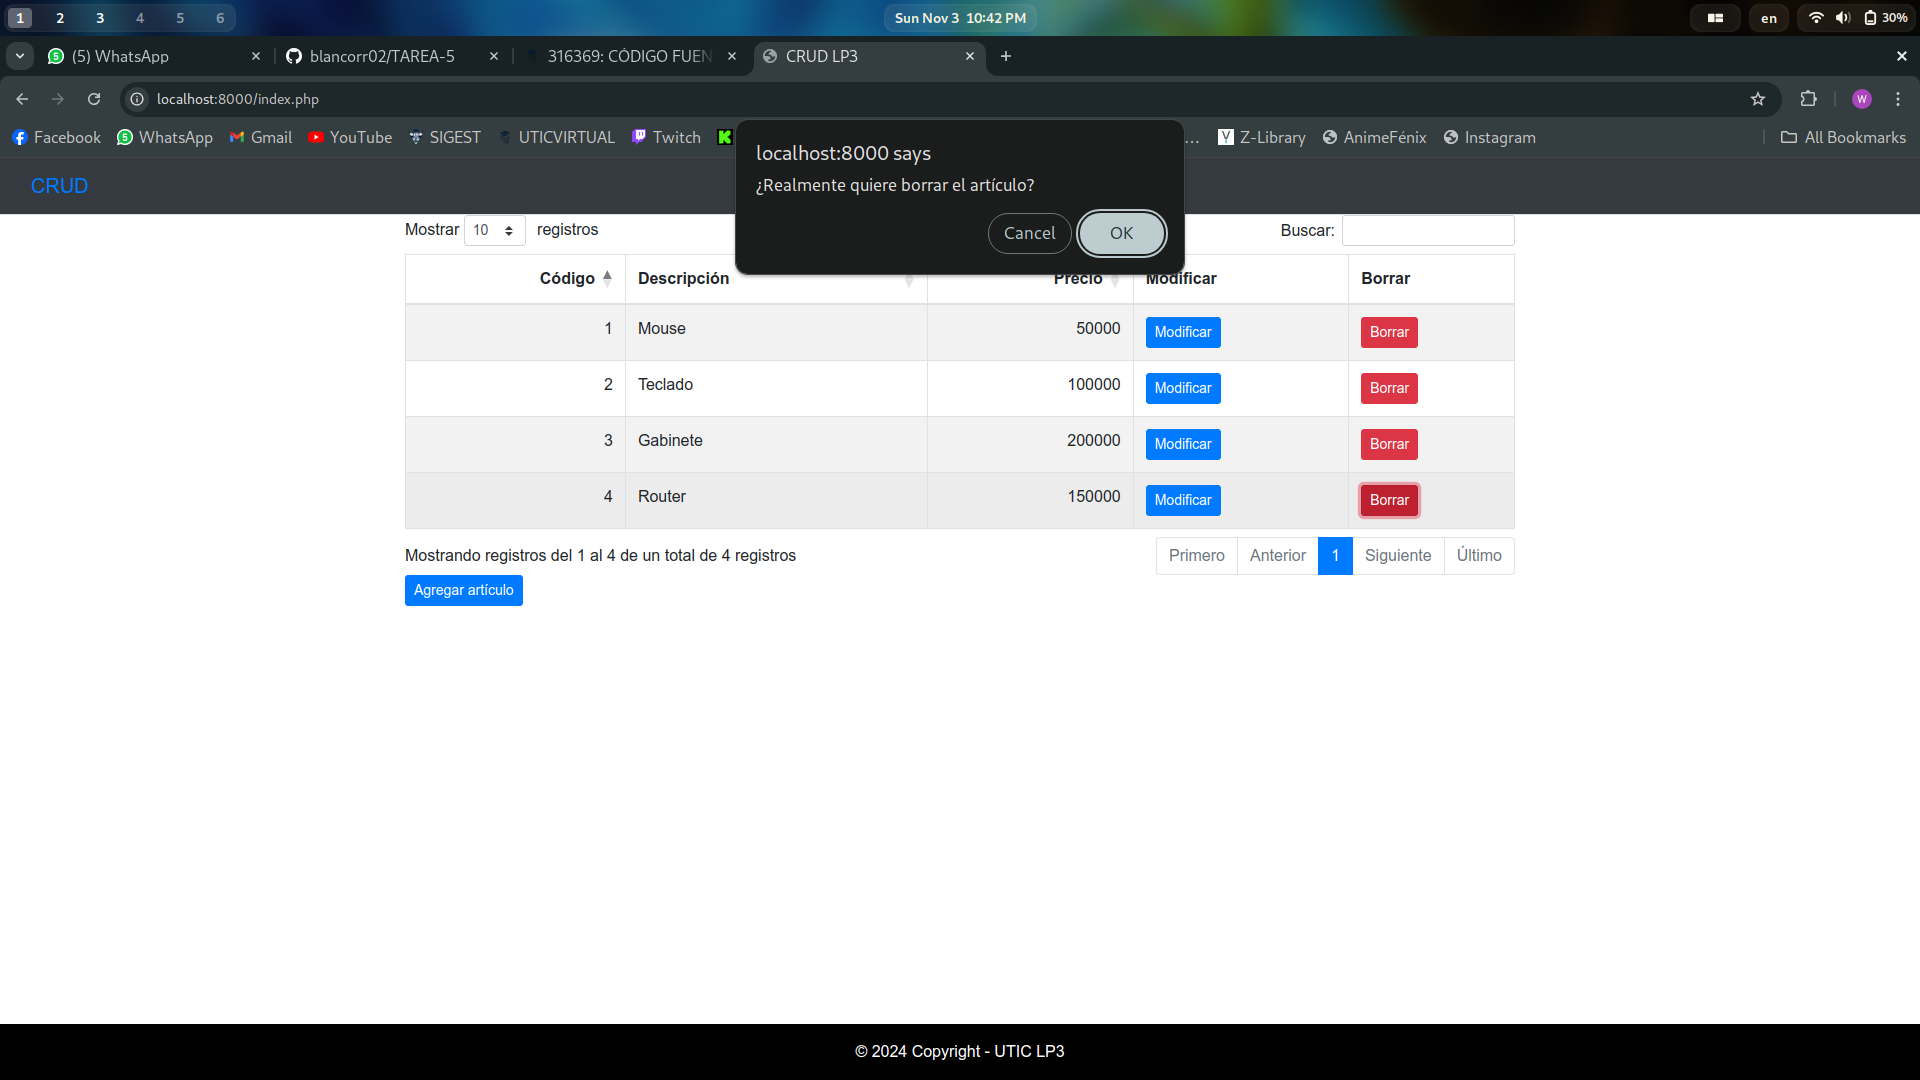 1 2 3 4 5 6
Sun Nov 3 10:42 PM
en 30%
(5) WhatsApp
blancorr02/TAREA-5
316369: CÓDIGO FUEN
CRUD LP3
localhost:8000/index.php
W
Facebook WhatsApp Gmail YouTube SIGEST UTICVIRTUAL Twitch ... Z-Library AnimeFénix Instagram All Bookmarks
localhost:8000 says
¿Realmente quiere borrar el artículo?
Cancel OK
CRUD
Mostrar 10 registros Buscar:
Código Descripción Precio Modificar Borrar
1 Mouse 50000 Modificar Borrar
2 Teclado 100000 Modificar Borrar
3 Gabinete 200000 Modificar Borrar
4 Router 150000 Modificar Borrar
Mostrando registros del 1 al 4 de un total de 4 registros
Primero Anterior 1 Siguiente Último
Agregar artículo
© 2024 Copyright - UTIC LP3